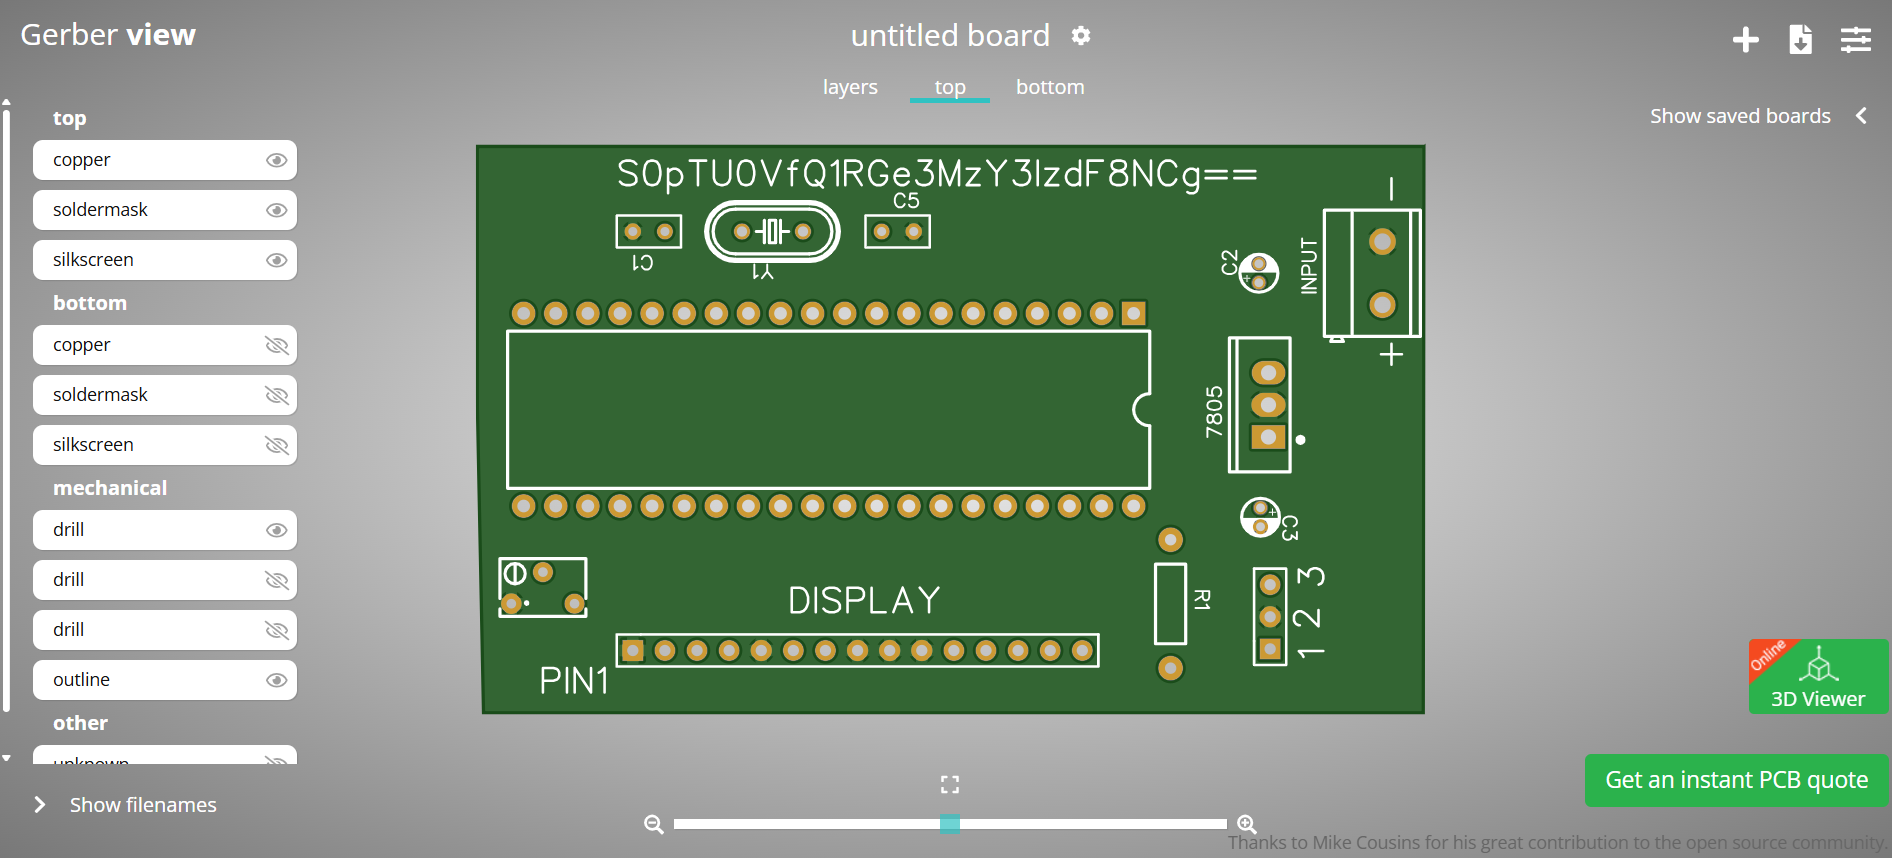 Gerber view
untitled board
layers
top
bottom
Show saved boards
top
copper
soldermask
silkscreen
bottom
copper
soldermask
silkscreen
mechanical
drill
drill
drill
outline
other
unknown
Show filenames
S0pTU0VfQ1RGe3MzY3IzdF8NCg==
C1
Y1
C5
C2
INPUT
−
+
7805
+
+
C3
R1
3
2
1
DISPLAY
PIN1
Online
3D Viewer
Get an instant PCB quote
Thanks to Mike Cousins for his great contribution to the open source community.